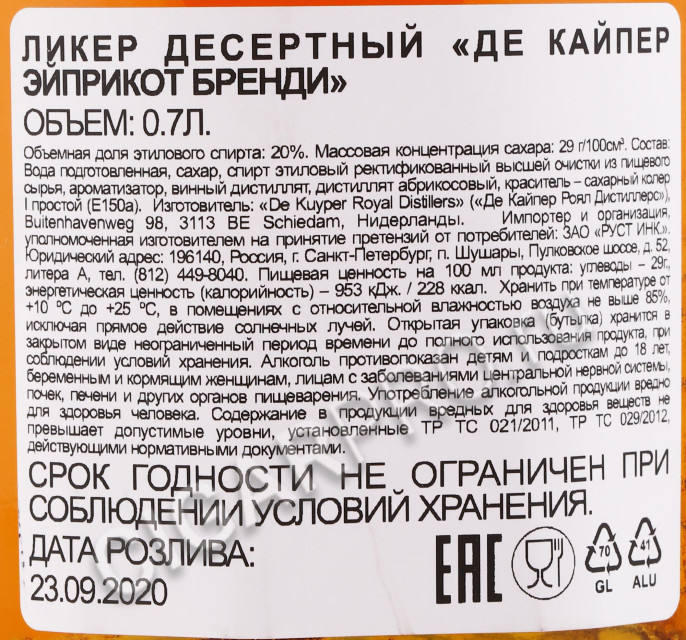 ЛИКЕР ДЕСЕРТНЫЙ «ДЕ КАЙПЕР
ЭЙПРИКОТ БРЕНДИ»
ОБЪЕМ: 0.7Л.
Объемная доля этилового спирта: 20%. Массовая концентрация сахара: 29 г/100см³. Состав:
Вода подготовленная, сахар, спирт этиловый ректификованный высшей очистки из пищевого
сырья, ароматизатор, винный дистиллят, дистиллят абрикосовый, краситель – сахарный колер
I простой (Е150а). Изготовитель: «De Kuyper Royal Distillers» («Де Кайпер Роял Дистиллерс»),
Buitenhavenweg 98, 3113 BE Schiedam, Нидерланды. Импортер и организация,
уполномоченная изготовителем на принятие претензий от потребителей: ЗАО «РУСТ ИНК.».
Юридический адрес: 196140, Россия, г. Санкт-Петербург, п. Шушары, Пулковское шоссе, д. 52,
литера А, тел. (812) 449-8040. Пищевая ценность на 100 мл продукта: углеводы – 29г.,
энергетическая ценность (калорийность) – 953 кДж. / 228 ккал. Хранить при температуре от
+10 °С до +25 °С, в помещениях с относительной влажностью воздуха не выше 85%,
исключая прямое действие солнечных лучей. Открытая упаковка (бутылка) хранится в
закрытом виде неограниченный период времени до полного использования продукта, при
соблюдении условий хранения. Алкоголь противопоказан детям и подросткам до 18 лет,
беременным и кормящим женщинам, лицам с заболеваниями центральной нервной системы,
почек, печени и других органов пищеварения. Употребление алкогольной продукции вредно
для здоровья человека. Содержание в продукции вредных для здоровья веществ не
превышает допустимые уровни, установленные ТР ТС 021/2011, ТР ТС 029/2012,
действующими нормативными документами.
СРОК ГОДНОСТИ НЕ ОГРАНИЧЕН ПРИ
СОБЛЮДЕНИИ УСЛОВИЙ ХРАНЕНИЯ.
ДАТА РОЗЛИВА:
23.09.2020
EAC
70
GL
41
ALU
CIGARPRO.RU